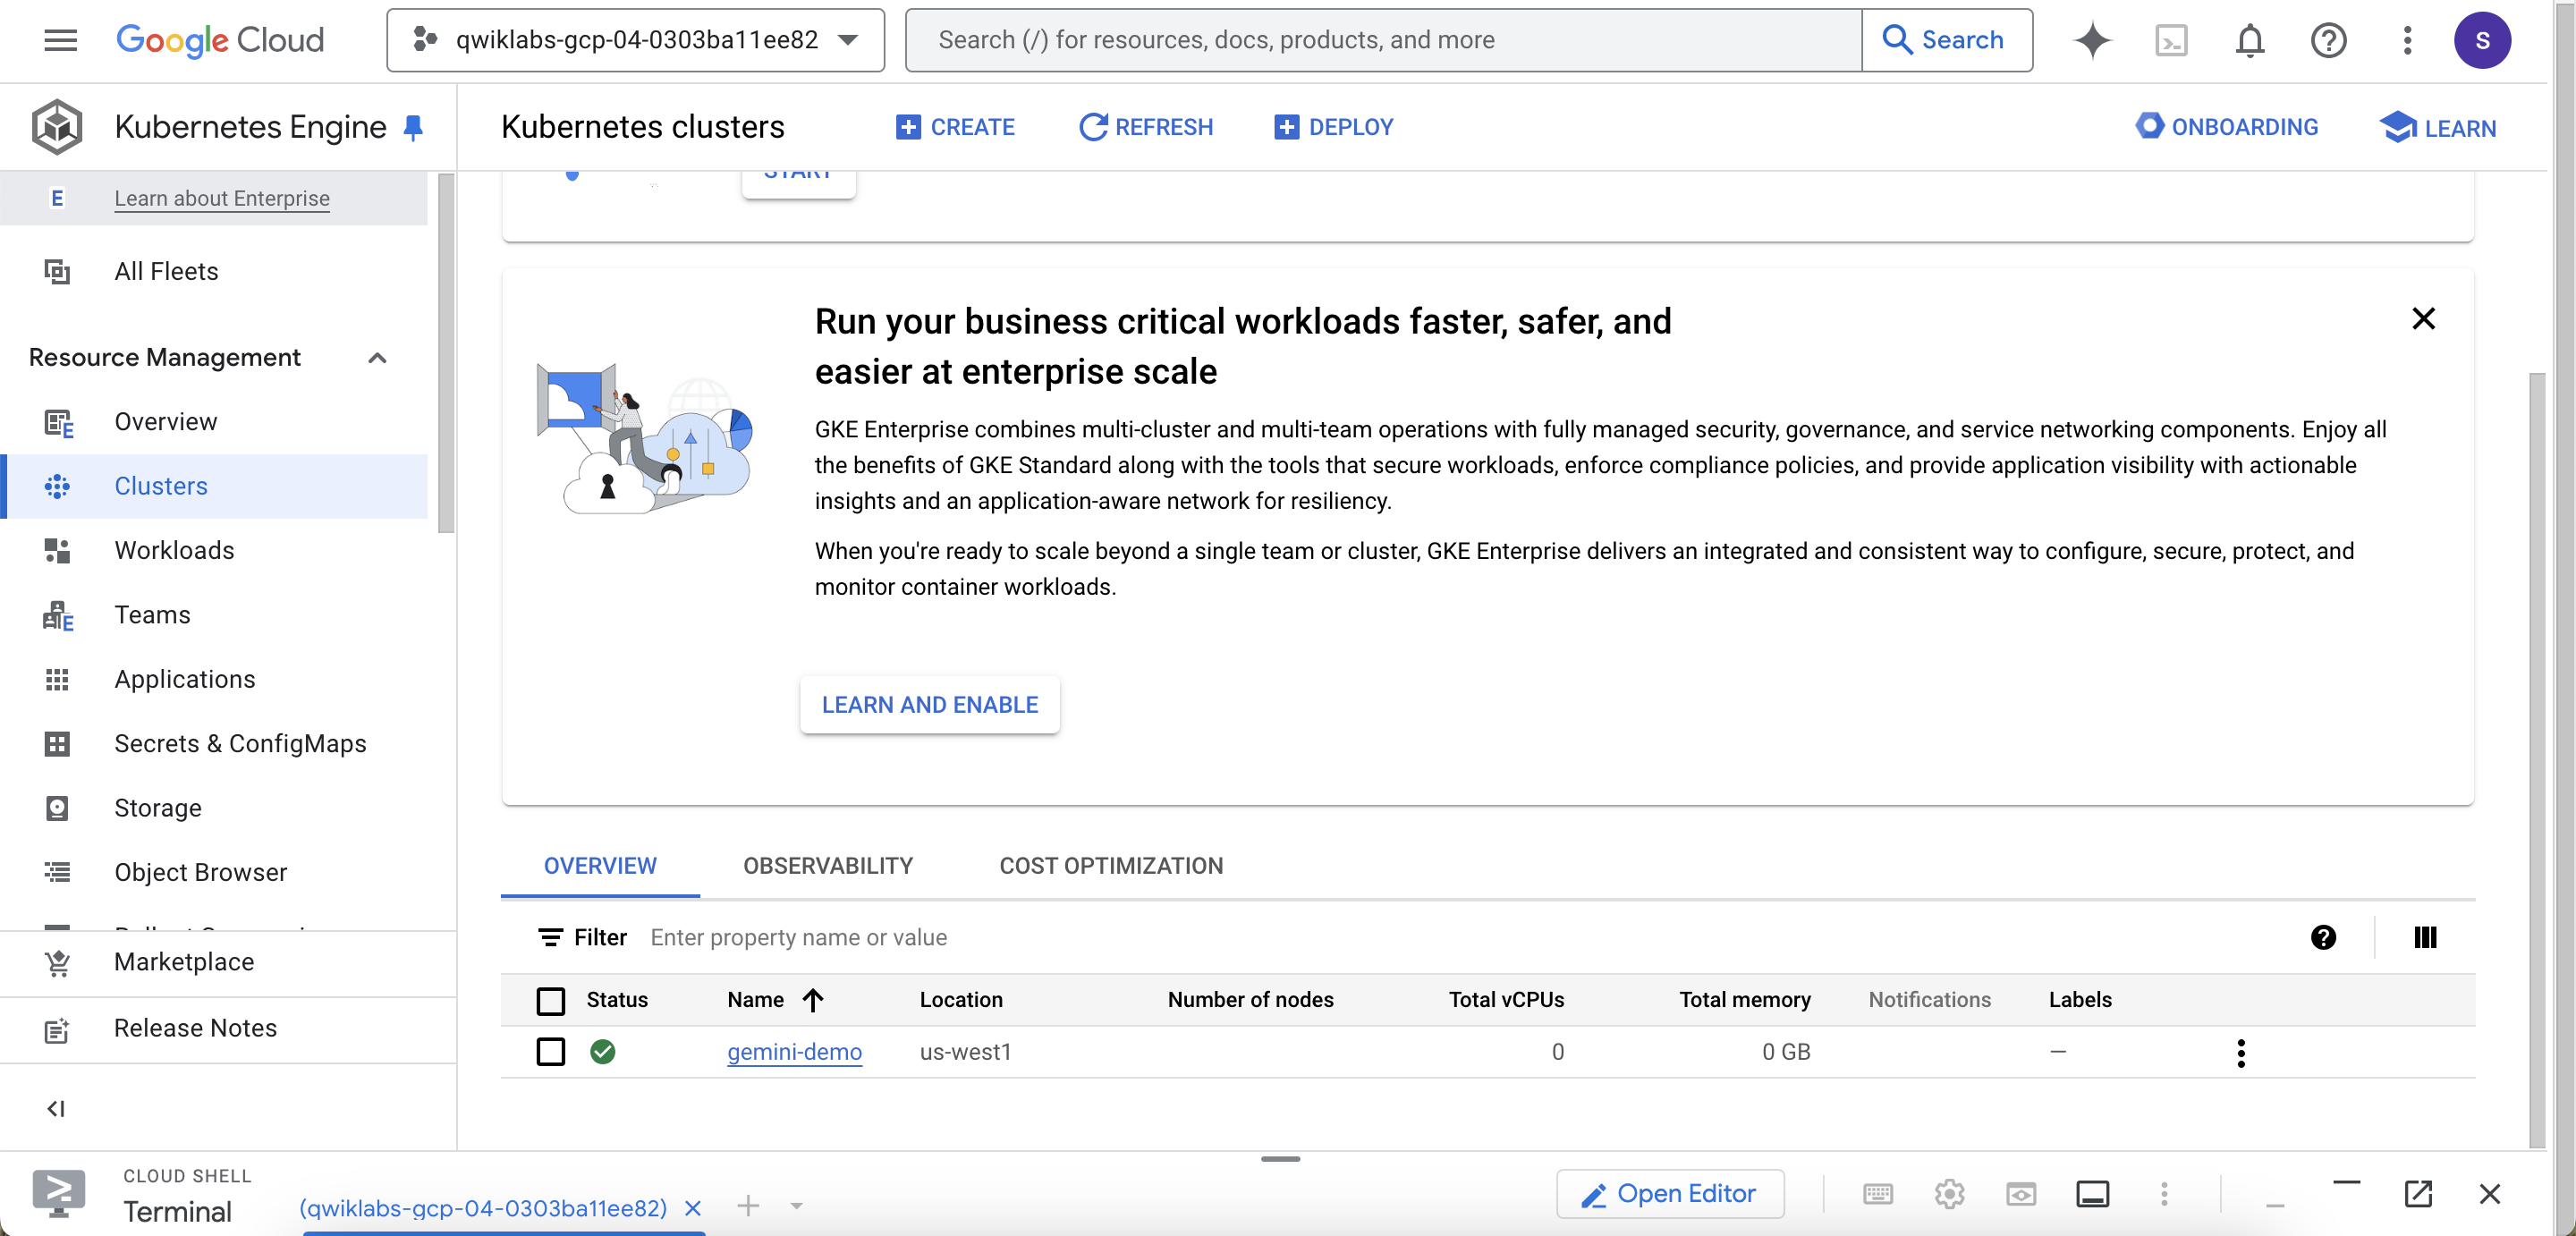 Google Cloud
qwiklabs-gcp-04-0303ba11ee82
Search (/) for resources, docs, products, and more
Search
S
Kubernetes Engine
Kubernetes clusters
CREATE
REFRESH
DEPLOY
ONBOARDING
LEARN
E
Learn about Enterprise
All Fleets
Resource Management
E
Overview
Clusters
Workloads
E
Teams
Applications
Secrets & ConfigMaps
Storage
Object Browser
Marketplace
Release Notes
START
Run your business critical workloads faster, safer, and
easier at enterprise scale
GKE Enterprise combines multi-cluster and multi-team operations with fully managed security, governance, and service networking components. Enjoy all
the benefits of GKE Standard along with the tools that secure workloads, enforce compliance policies, and provide application visibility with actionable
insights and an application-aware network for resiliency.
When you're ready to scale beyond a single team or cluster, GKE Enterprise delivers an integrated and consistent way to configure, secure, protect, and
monitor container workloads.
LEARN AND ENABLE
OVERVIEW
OBSERVABILITY
COST OPTIMIZATION
Filter
Enter property name or value
Status Name Location Number of nodes Total vCPUs Total memory Notifications Labels
gemini-demo us-west1 0 0 GB —
CLOUD SHELL
Terminal
(qwiklabs-gcp-04-0303ba11ee82)
Open Editor